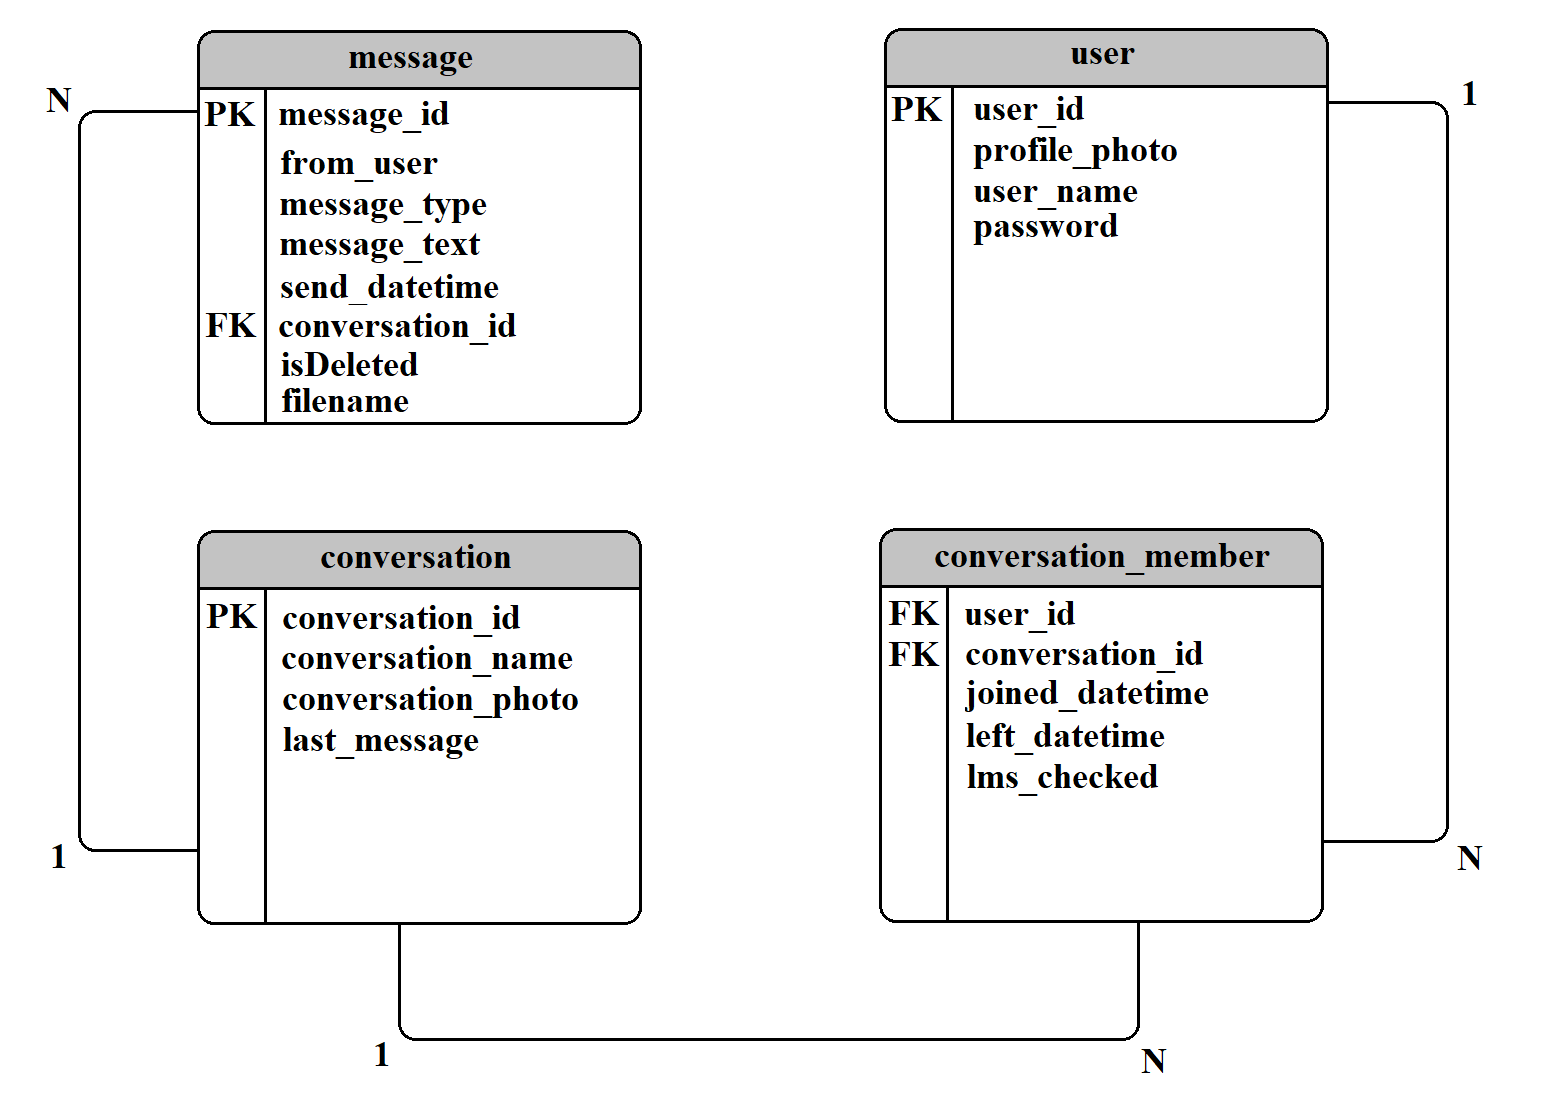 message
N
PK message_id
from_user
message_type
message_text
send_datetime
FK conversation_id
isDeleted
filename
user
1
PK user_id
profile_photo
user_name
password
conversation
PK conversation_id
conversation_name
conversation_photo
last_message
1
conversation_member
FK user_id
FK conversation_id
joined_datetime
left_datetime
lms_checked
N
1
N